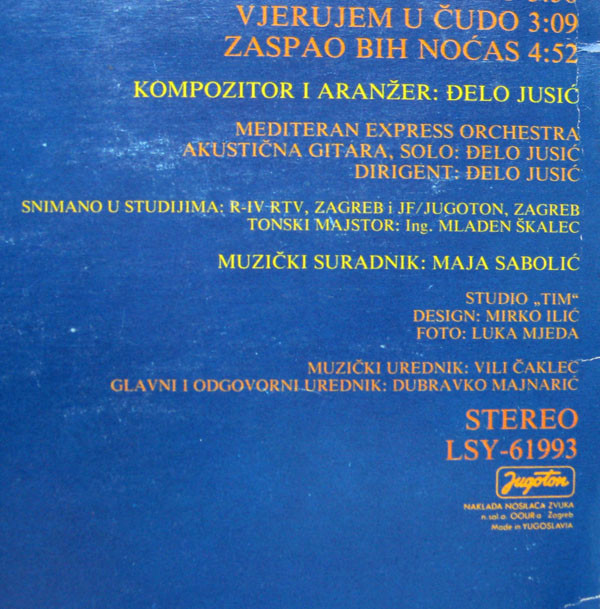 VJERUJEM U ČUDO 3:09
ZASPAO BIH NOĆAS 4:52
KOMPOZITOR I ARANŽER: ĐELO JUSIĆ
MEDITERAN EXPRESS ORCHESTRA
AKUSTIČNA GITARA, SOLO: ĐELO JUSIĆ
DIRIGENT: ĐELO JUSIĆ
SNIMANO U STUDIJIMA: R-IV RTV, ZAGREB i JF/JUGOTON, ZAGREB
TONSKI MAJSTOR: Ing. MLADEN ŠKALEC
MUZIČKI SURADNIK: MAJA SABOLIĆ
STUDIO „TIM“
DESIGN: MIRKO ILIĆ
FOTO: LUKA MJEDA
MUZIČKI UREDNIK: VILI ČAKLEC
GLAVNI I ODGOVORNI UREDNIK: DUBRAVKO MAJNARIĆ
STEREO
LSY-61993
Jugoton
NAKLADA NOSILACA ZVUKA
n.sol.o. OOUR-a Zagreb
Made in YUGOSLAVIA